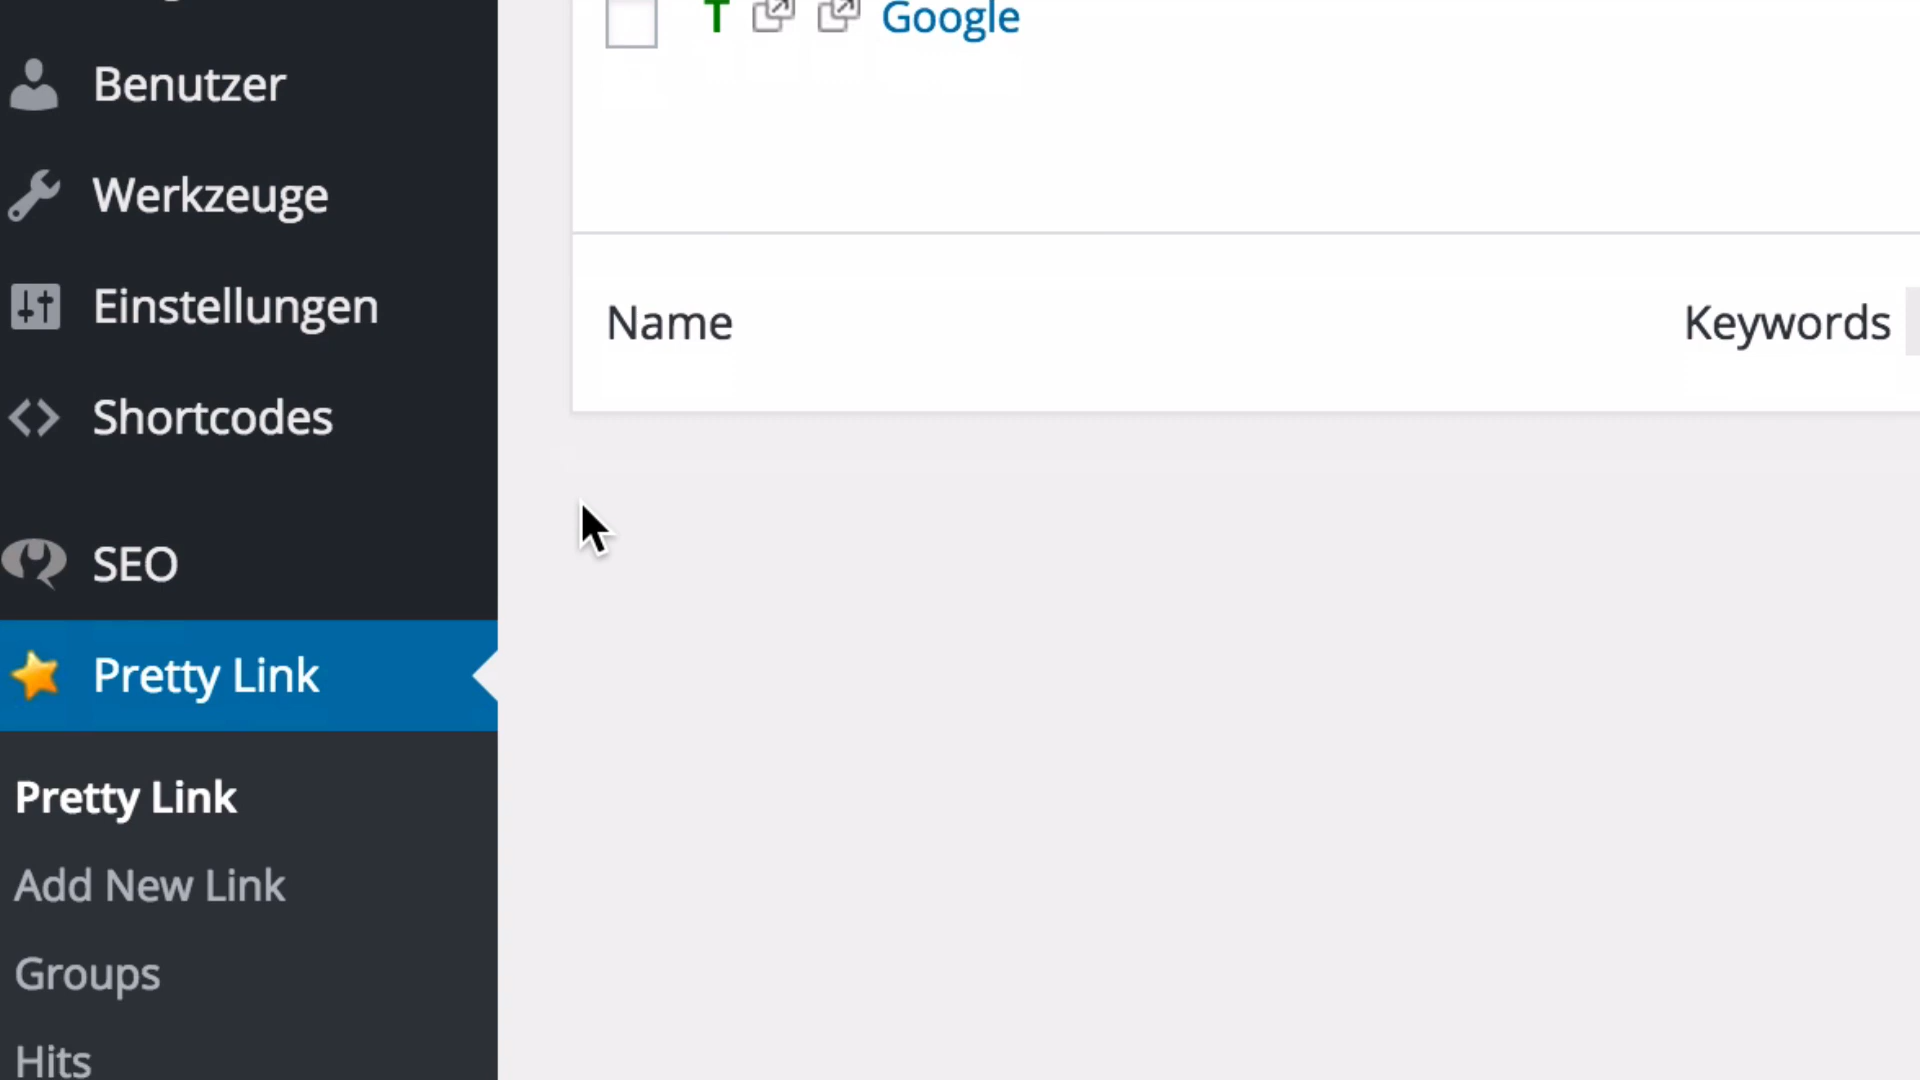 T Google
Benutzer
Werkzeuge
Einstellungen
Shortcodes
SEO
Pretty Link
Pretty Link
Add New Link
Groups
Hits
Name
Keywords